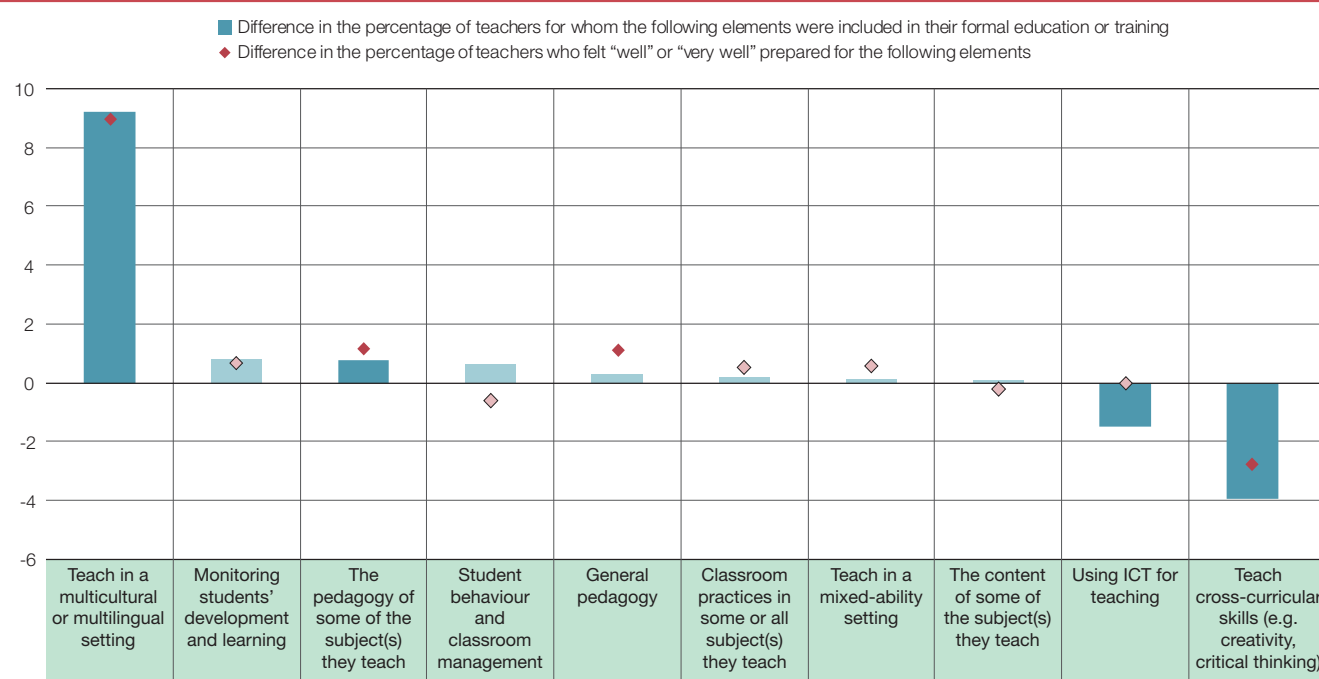 Difference in the percentage of teachers for whom the following elements were included in their formal education or training
Difference in the percentage of teachers who felt “well” or “very well” prepared for the following elements
10
8
6
4
2
0
-2
-4
-6
Teach in a
multicultural
or multilingual
setting
Monitoring
students’
development
and learning
The
pedagogy of
some of the
subject(s)
they teach
Student
behaviour
and
classroom
management
General
pedagogy
Classroom
practices in
some or all
subject(s)
they teach
Teach in a
mixed-ability
setting
The content
of some of
the subject(s)
they teach
Using ICT for
teaching
Teach
cross-curricular
skills (e.g.
creativity,
critical thinking)